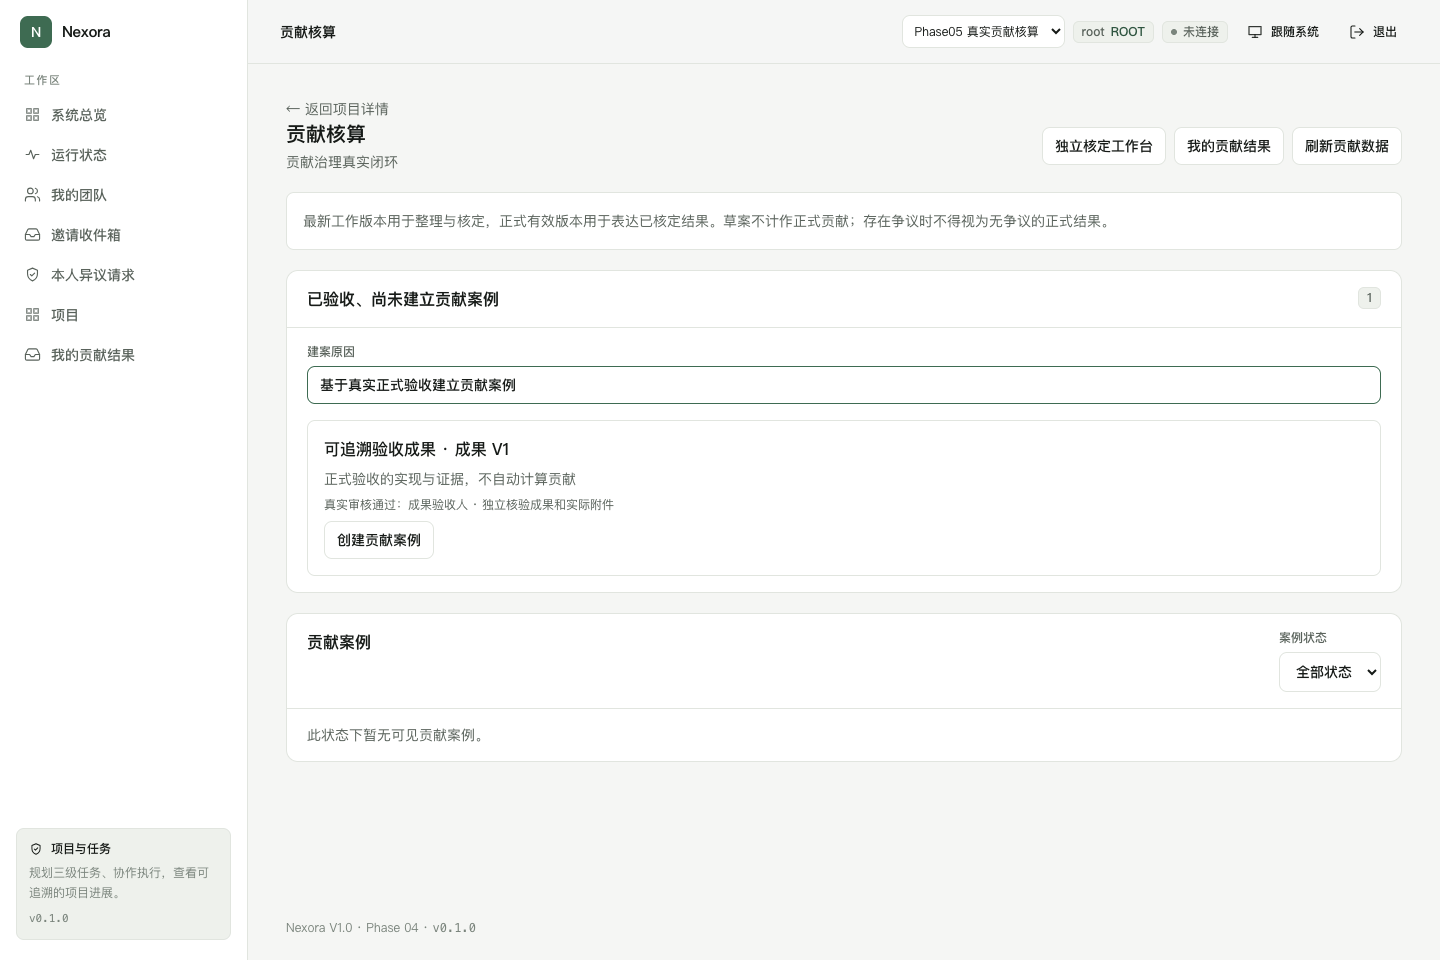 N Nexora
工作区
系统总览
运行状态
我的团队
邀请收件箱
本人异议请求
项目
我的贡献结果
项目与任务
规划三级任务、协作执行，查看可
追溯的项目进展。
v0.1.0
贡献核算
Phase05 真实贡献核算
root ROOT
未连接
跟随系统
退出
← 返回项目详情
贡献核算
贡献治理真实闭环
独立核定工作台
我的贡献结果
刷新贡献数据
最新工作版本用于整理与核定，正式有效版本用于表达已核定结果。草案不计作正式贡献；存在争议时不得视为无争议的正式结果。
已验收、尚未建立贡献案例
1
建案原因
基于真实正式验收建立贡献案例
可追溯验收成果 · 成果 V1
正式验收的实现与证据，不自动计算贡献
真实审核通过：成果验收人 · 独立核验成果和实际附件
创建贡献案例
贡献案例
案例状态
全部状态
此状态下暂无可见贡献案例。
Nexora V1.0 · Phase 04 · v0.1.0